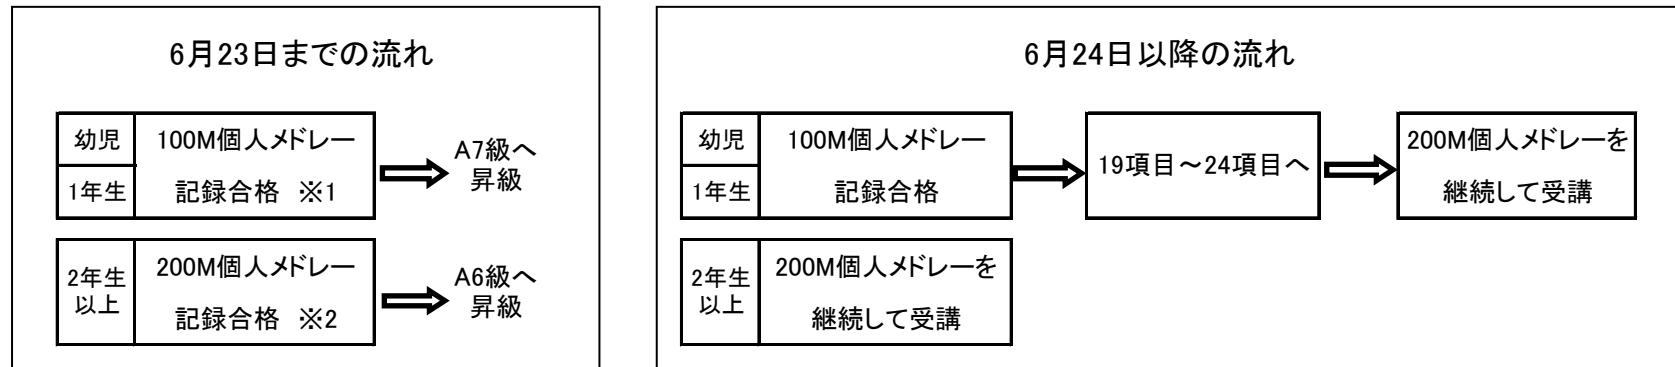 6月23日までの流れ
幼児
1年生
100M個人メドレー
記録合格 ※1
A7級へ
昇級
2年生
以上
200M個人メドレー
記録合格 ※2
A6級へ
昇級
6月24日以降の流れ
幼児
1年生
100M個人メドレー
記録合格
19項目～24項目へ
200M個人メドレーを
継続して受講
2年生
以上
200M個人メドレーを
継続して受講